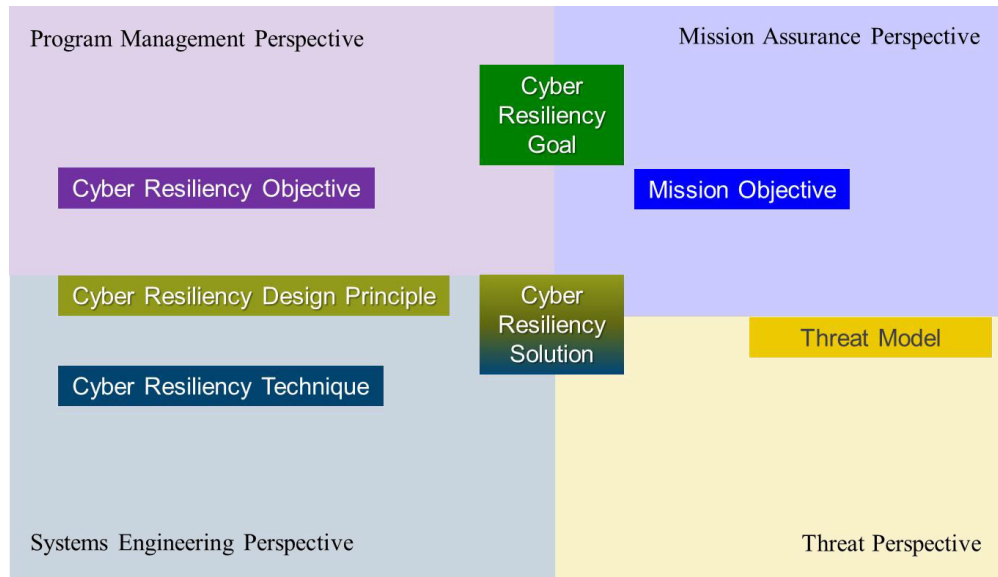 Program Management Perspective
Mission Assurance Perspective
Cyber
Resiliency
Goal
Cyber Resiliency Objective
Mission Objective
Cyber Resiliency Design Principle
Cyber
Resiliency
Solution
Threat Model
Cyber Resiliency Technique
Systems Engineering Perspective
Threat Perspective